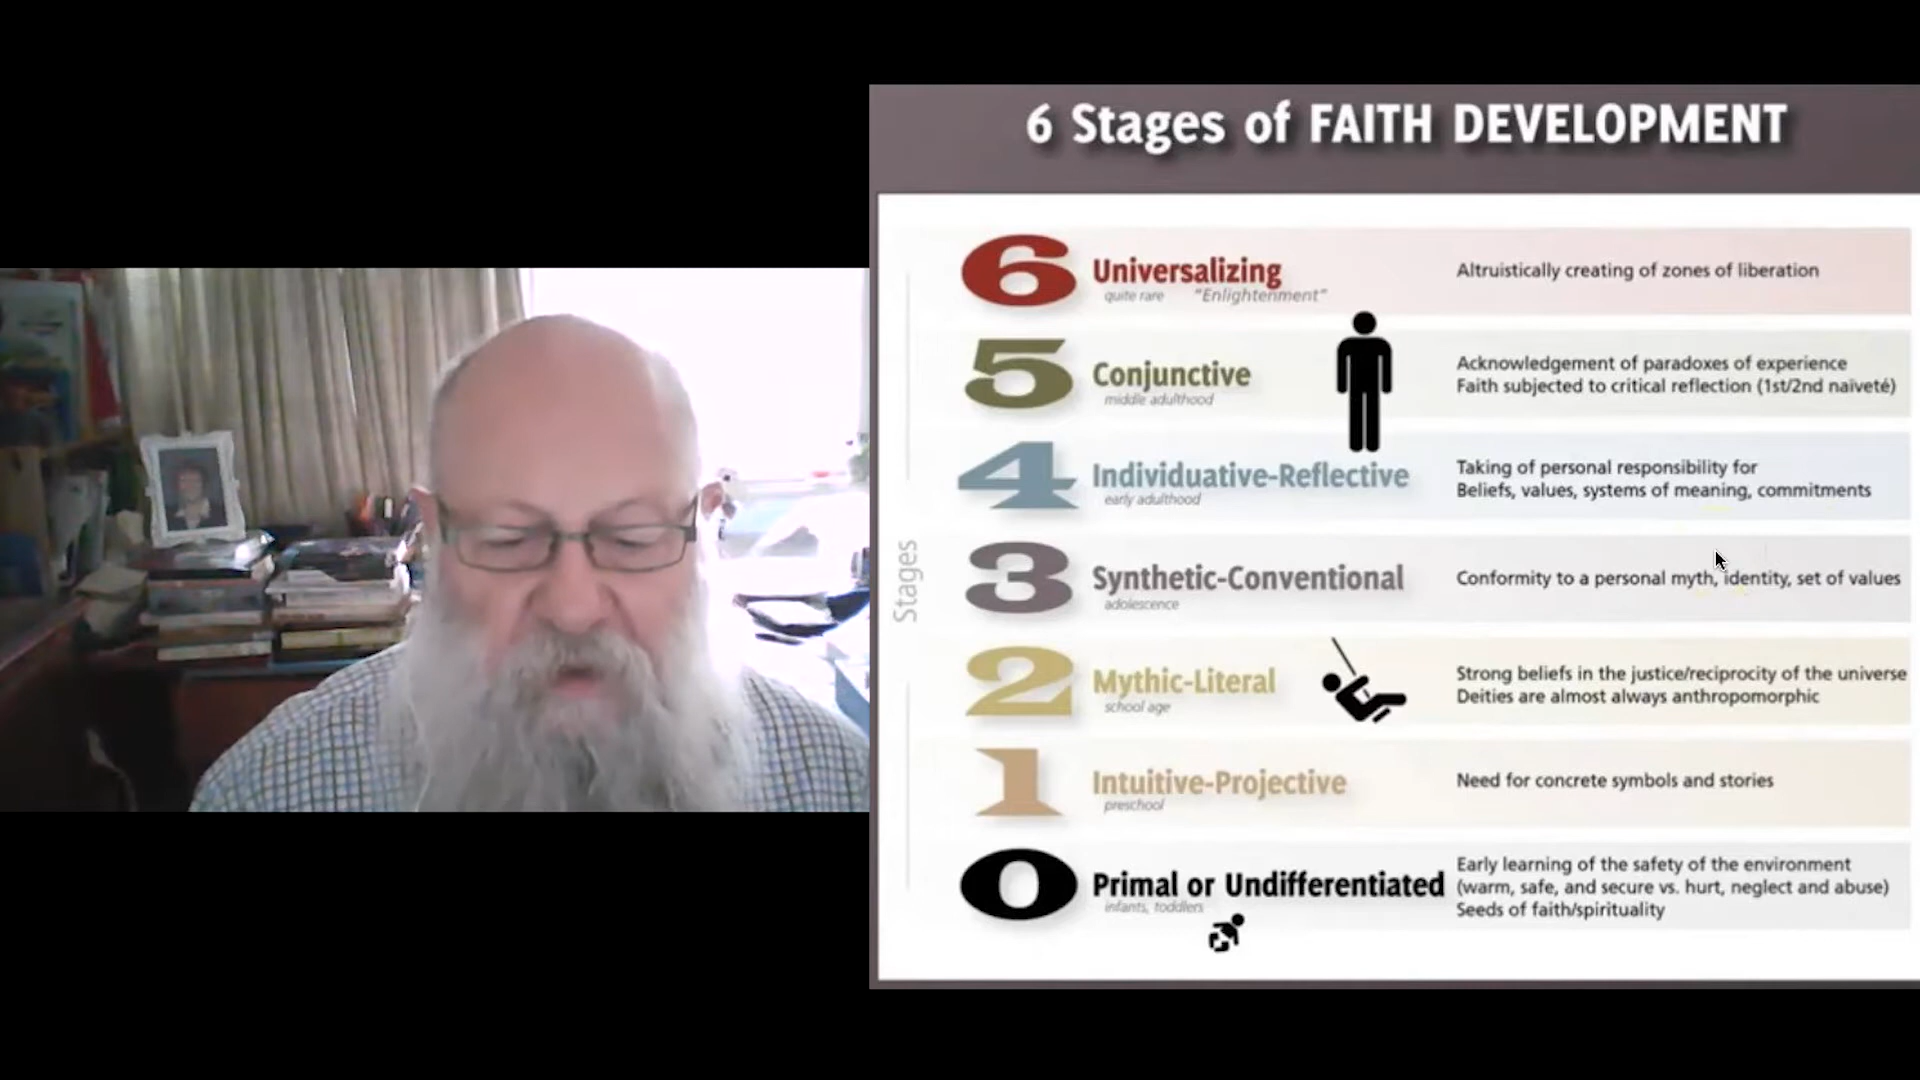 6 Stages of FAITH DEVELOPMENT
Stages
6
Universalizing
quite rare "Enlightenment"
Altruistically creating of zones of liberation
5
Conjunctive
middle adulthood
Acknowledgement of paradoxes of experience
Faith subjected to critical reflection (1st/2nd naïveté)
4
Individuative-Reflective
early adulthood
Taking of personal responsibility for
Beliefs, values, systems of meaning, commitments
3
Synthetic-Conventional
adolescence
Conformity to a personal myth, identity, set of values
2
Mythic-Literal
school age
Strong beliefs in the justice/reciprocity of the universe
Deities are almost always anthropomorphic
1
Intuitive-Projective
preschool
Need for concrete symbols and stories
0
Primal or Undifferentiated
infants, toddlers
Early learning of the safety of the environment
(warm, safe, and secure vs. hurt, neglect and abuse)
Seeds of faith/spirituality